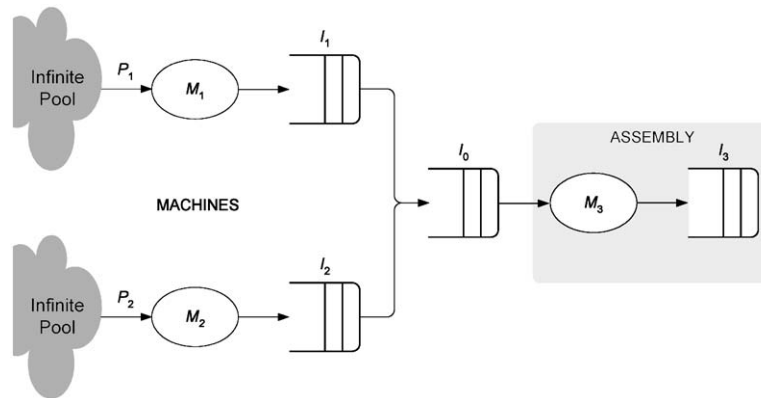 Infinite
Pool
P1
M1
I1
MACHINES
I0
ASSEMBLY
M3
I3
Infinite
Pool
P2
M2
I2